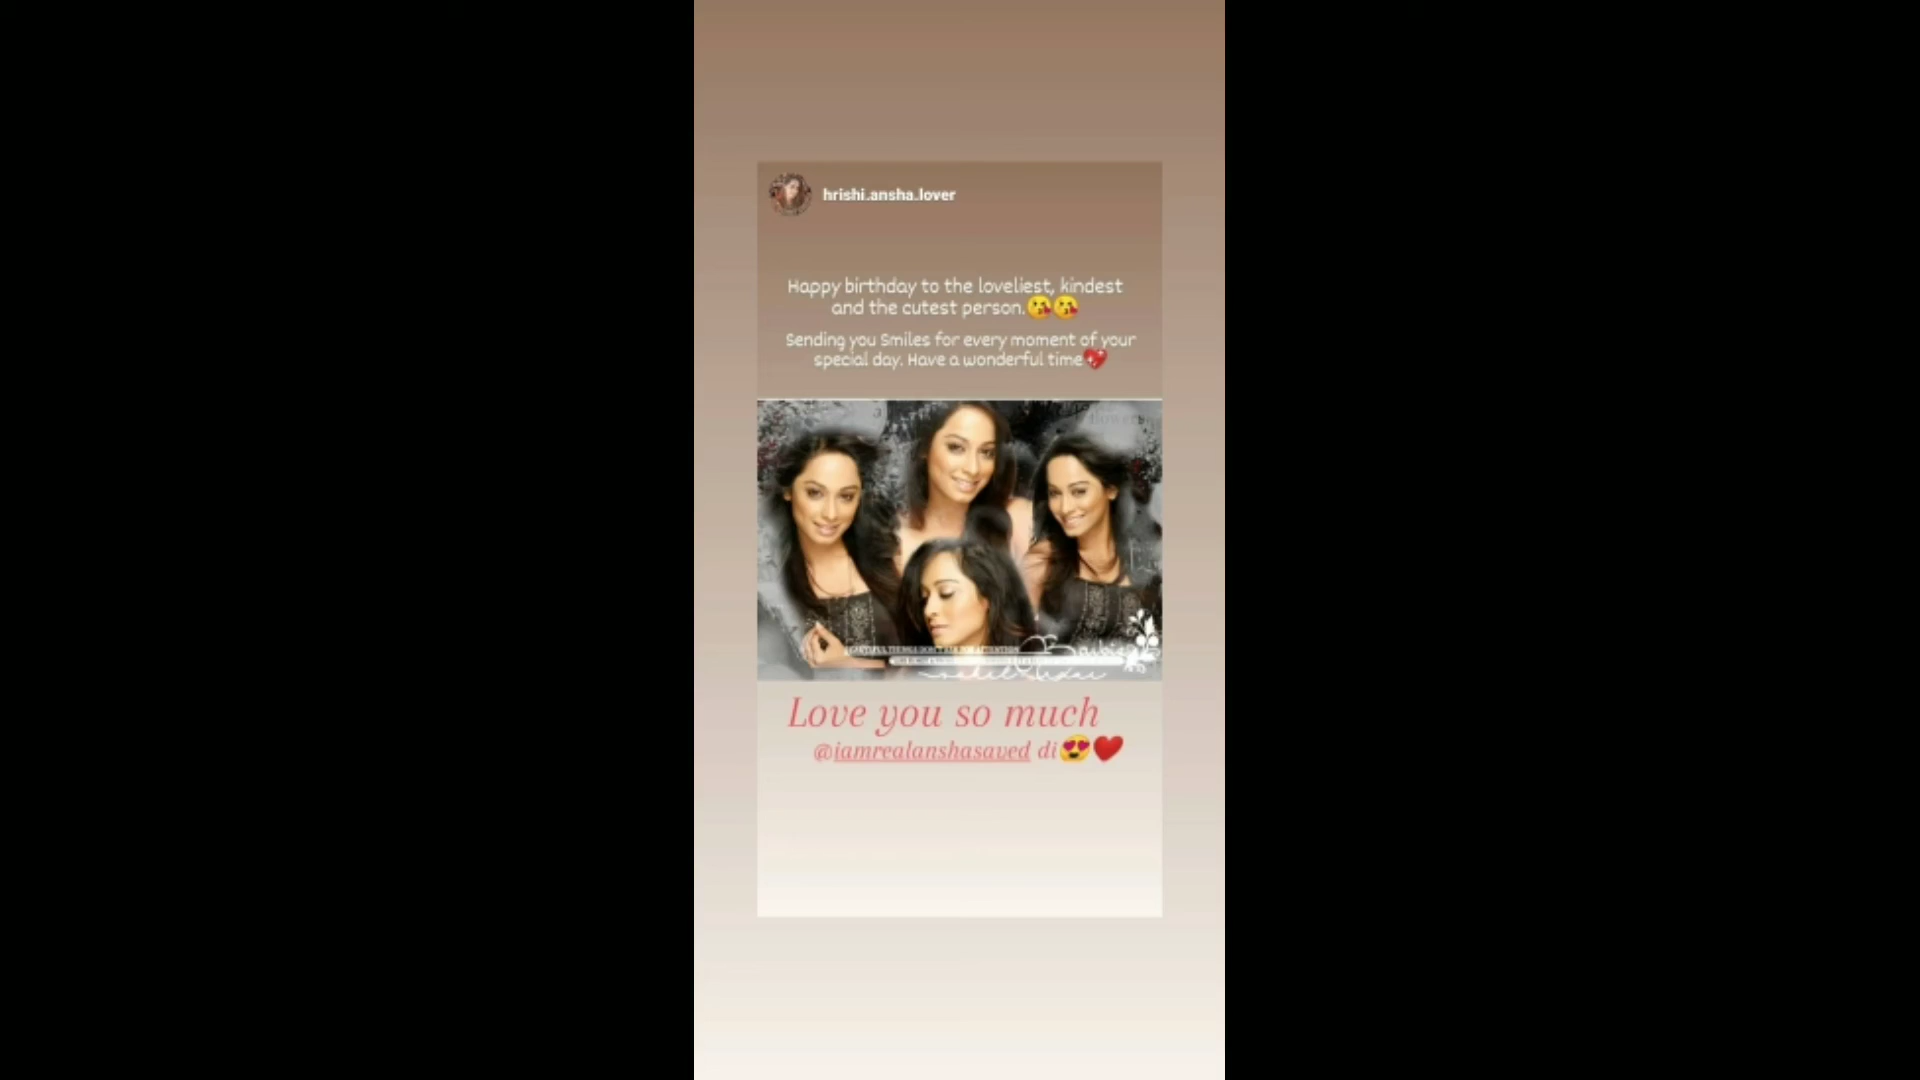 hrishi.ansha.lover
Happy birthday to the loveliest, kindest
and the cutest person.😘😘
Sending you Smiles for every moment of your
special day. Have a wonderful time💖
Love you so much
@iamrealanshasayed di😍❤️